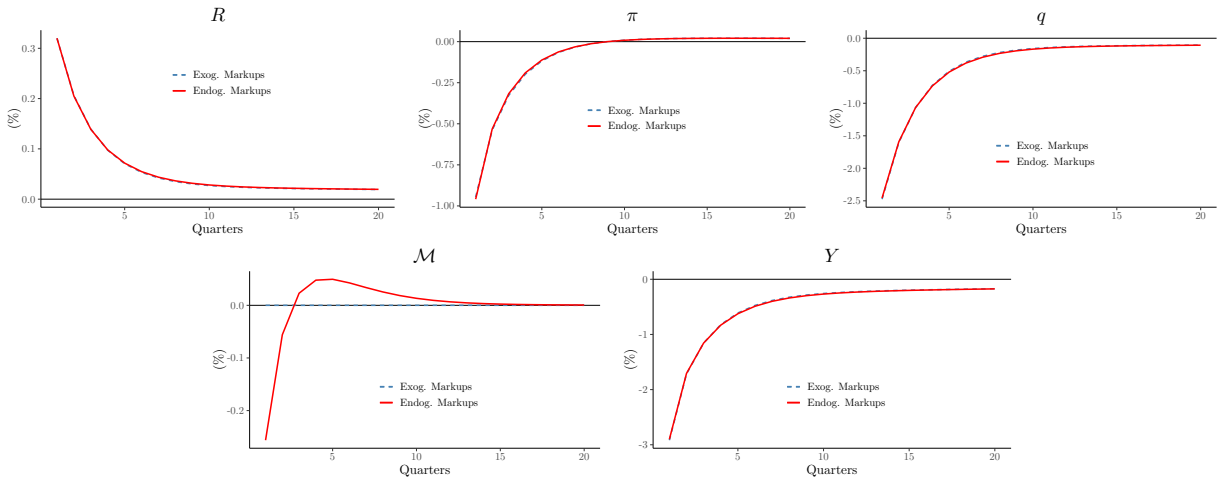 R
(%)
0.3
0.2
0.1
0.0
Exog. Markups
Endog. Markups
5
10
15
20
Quarters
π
(%)
0.00
-0.25
-0.50
-0.75
-1.00
Exog. Markups
Endog. Markups
5
10
15
20
Quarters
q
(%)
0.0
-0.5
-1.0
-1.5
-2.0
-2.5
Exog. Markups
Endog. Markups
5
10
15
20
Quarters
ℳ
(%)
0.0
-0.1
-0.2
Exog. Markups
Endog. Markups
5
10
15
20
Quarters
Y
(%)
0
-1
-2
-3
Exog. Markups
Endog. Markups
5
10
15
20
Quarters